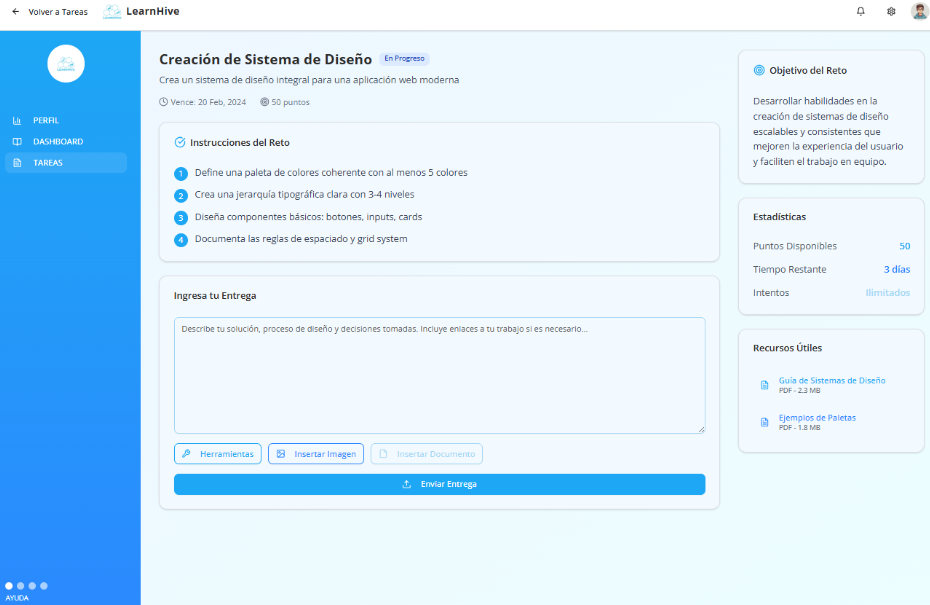 Volver a Tareas
LearnHive
PERFIL
DASHBOARD
TAREAS
AYUDA
Creación de Sistema de Diseño
En Progreso
Crea un sistema de diseño integral para una aplicación web moderna
Vence: 20 Feb, 2024
50 puntos
Instrucciones del Reto
1 Define una paleta de colores coherente con al menos 5 colores
2 Crea una jerarquía tipográfica clara con 3-4 niveles
3 Diseña componentes básicos: botones, inputs, cards
4 Documenta las reglas de espaciado y grid system
Ingresa tu Entrega
Describe tu solución, proceso de diseño y decisiones tomadas. Incluye enlaces a tu trabajo si es necesario...
Herramientas
Insertar Imagen
Insertar Documento
Enviar Entrega
Objetivo del Reto
Desarrollar habilidades en la
creación de sistemas de diseño
escalables y consistentes que
mejoren la experiencia del usuario
y faciliten el trabajo en equipo.
Estadísticas
Puntos Disponibles 50
Tiempo Restante 3 días
Intentos Ilimitados
Recursos Útiles
Guía de Sistemas de Diseño
PDF - 2.3 MB
Ejemplos de Paletas
PDF - 1.8 MB